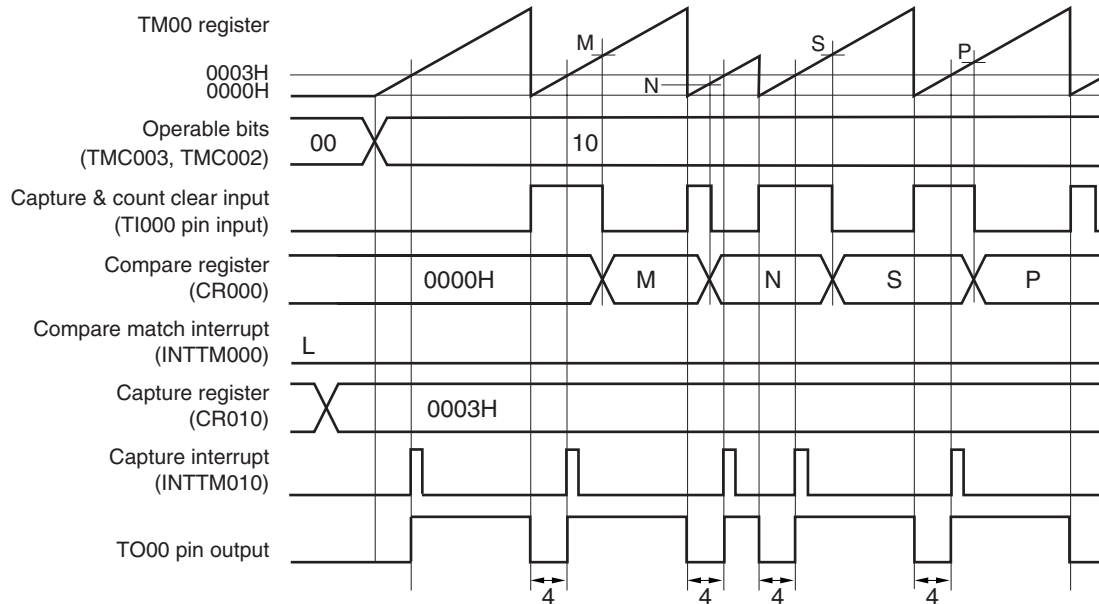 TM00 register
M
S
P
0003H
0000H
N
Operable bits
(TMC003, TMC002)
00
10
Capture & count clear input
(TI000 pin input)
Compare register
(CR000)
0000H
M
N
S
P
Compare match interrupt
(INTTM000)
L
Capture register
(CR010)
0003H
Capture interrupt
(INTTM010)
TO00 pin output
4
4
4
4